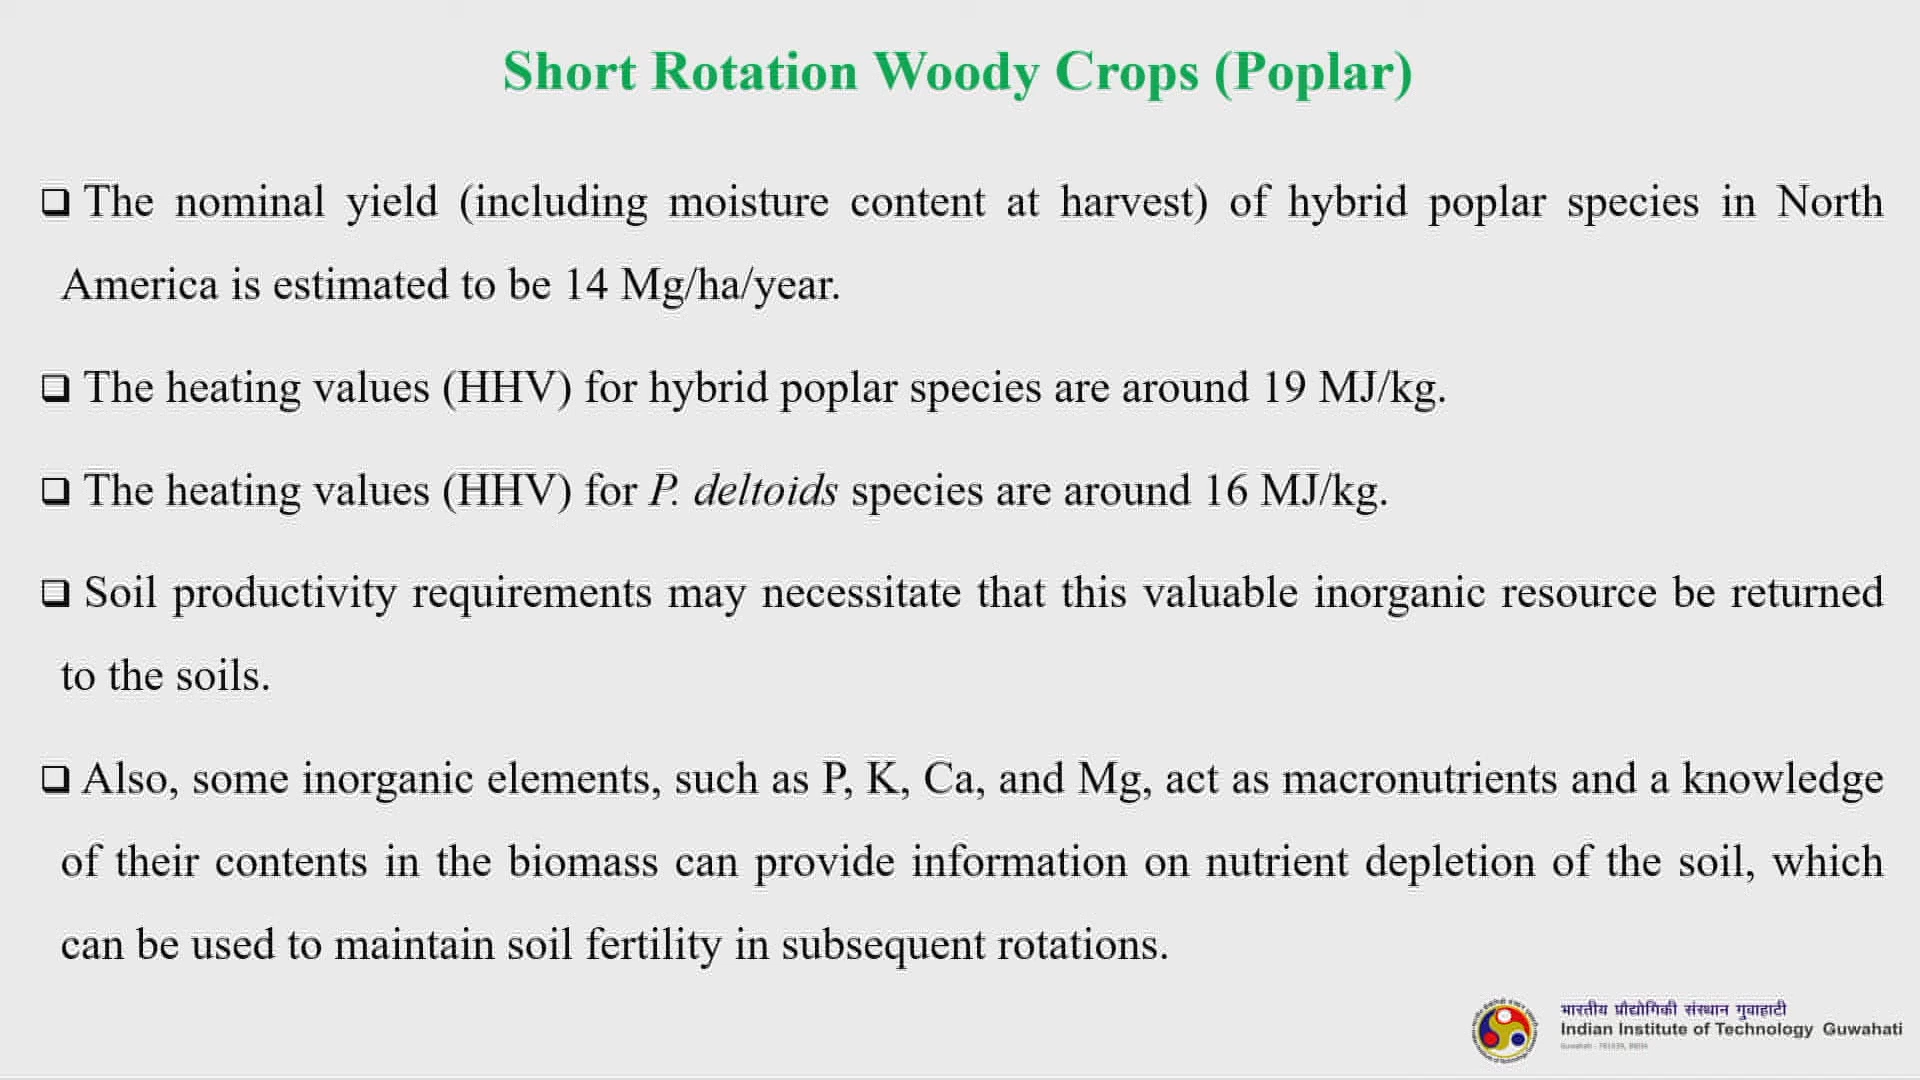 Short Rotation Woody Crops (Poplar)
❑ The nominal yield (including moisture content at harvest) of hybrid poplar species in North
America is estimated to be 14 Mg/ha/year.
❑ The heating values (HHV) for hybrid poplar species are around 19 MJ/kg.
❑ The heating values (HHV) for P. deltoids species are around 16 MJ/kg.
❑ Soil productivity requirements may necessitate that this valuable inorganic resource be returned
to the soils.
❑ Also, some inorganic elements, such as P, K, Ca, and Mg, act as macronutrients and a knowledge
of their contents in the biomass can provide information on nutrient depletion of the soil, which
can be used to maintain soil fertility in subsequent rotations.
भारतीय प्रौद्योगिकी संस्थान गुवाहाटी
Indian Institute of Technology Guwahati